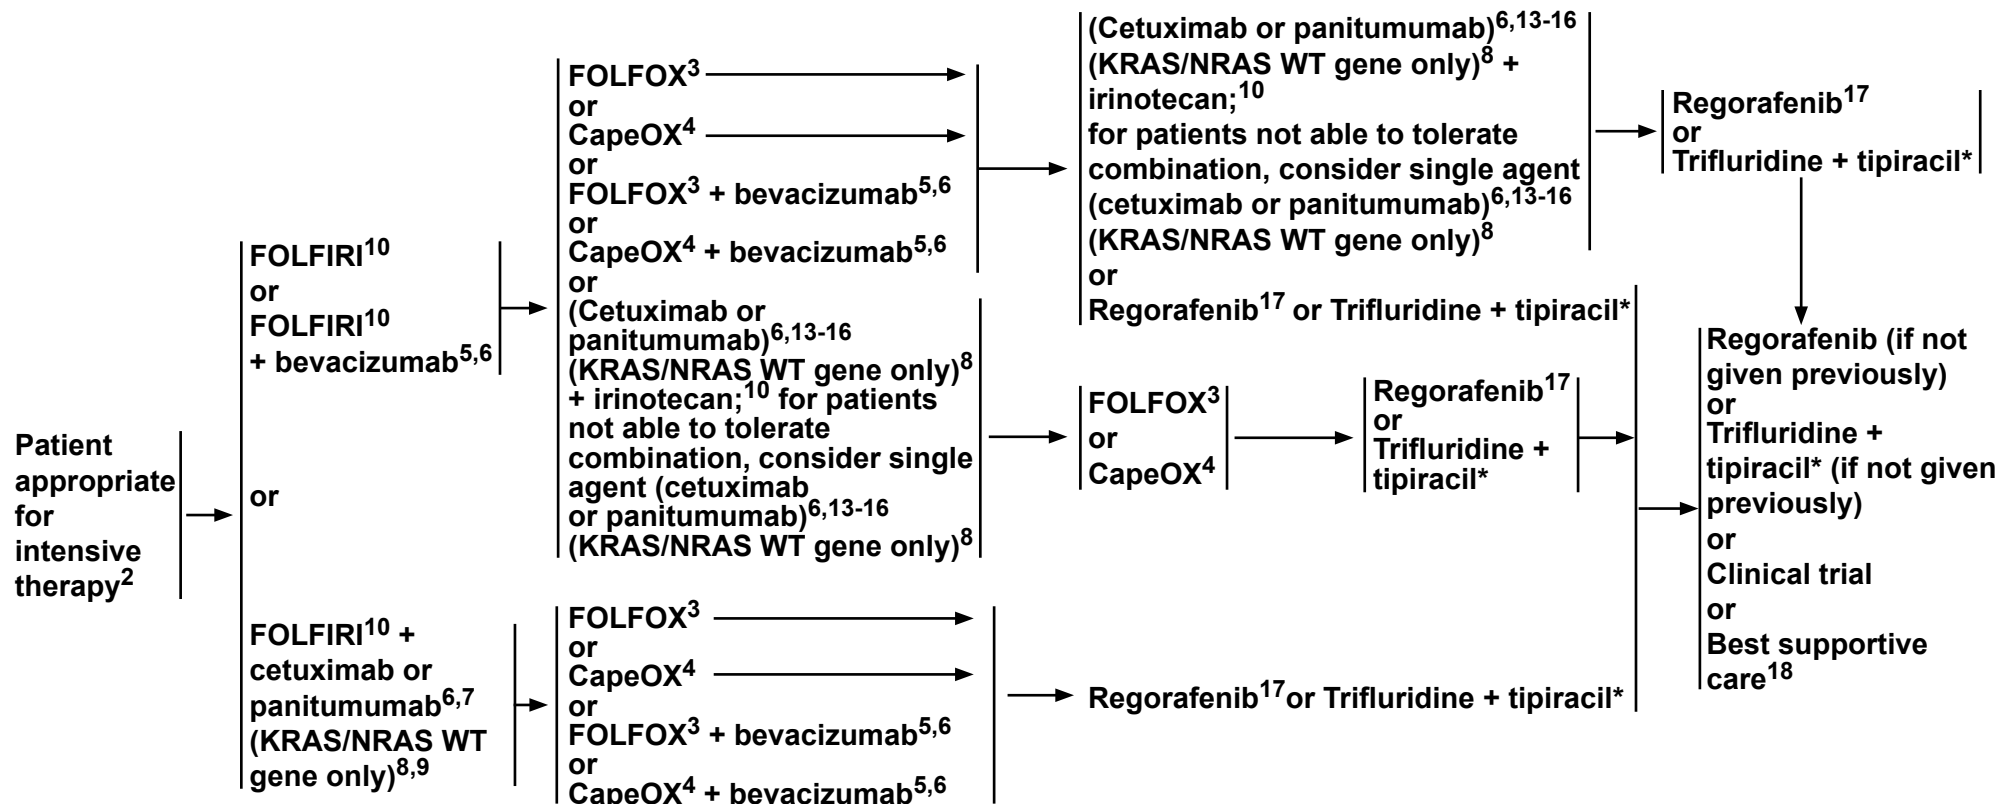 Patient
appropriate
for
intensive
therapy2
FOLFIRI10
or
FOLFIRI10
+ bevacizumab5,6
or
FOLFIRI10 +
cetuximab or
panitumumab6,7
(KRAS/NRAS WT
gene only)8,9
FOLFOX3
or
CapeOX4
or
FOLFOX3 + bevacizumab5,6
or
CapeOX4 + bevacizumab5,6
or
(Cetuximab or
panitumumab)6,13-16
(KRAS/NRAS WT gene only)8
+ irinotecan;10 for patients
not able to tolerate
combination, consider single
agent (cetuximab
or panitumumab)6,13-16
(KRAS/NRAS WT gene only)8
FOLFOX3
or
CapeOX4
or
FOLFOX3 + bevacizumab5,6
or
CapeOX4 + bevacizumab5,6
(Cetuximab or panitumumab)6,13-16
(KRAS/NRAS WT gene only)8 +
irinotecan;10
for patients not able to tolerate
combination, consider single agent
(cetuximab or panitumumab)6,13-16
(KRAS/NRAS WT gene only)8
or
Regorafenib17 or Trifluridine + tipiracil*
FOLFOX3
or
CapeOX4
Regorafenib17
or
Trifluridine +
tipiracil*
Regorafenib17or Trifluridine + tipiracil*
Regorafenib17
or
Trifluridine + tipiracil*
Regorafenib (if not
given previously)
or
Trifluridine +
tipiracil* (if not given
previously)
or
Clinical trial
or
Best supportive
care18